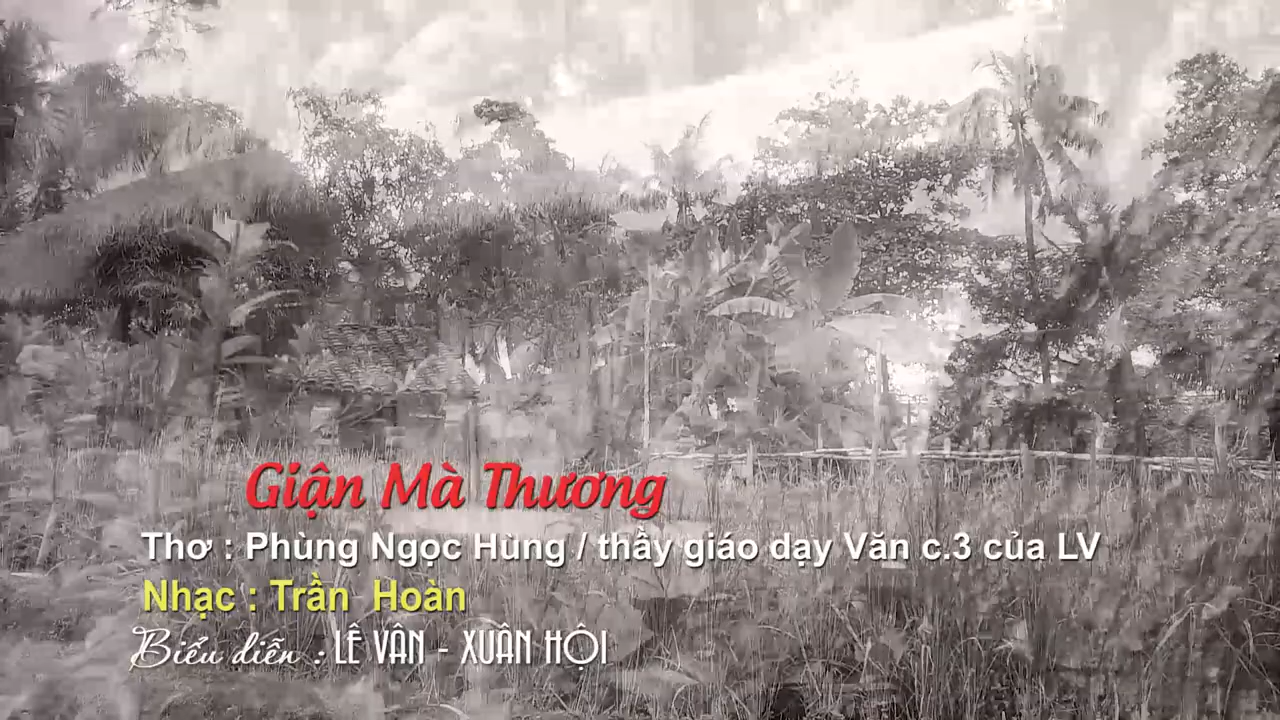 Giận Mà Thương
Thơ : Phùng Ngọc Hùng / thầy giáo dạy Văn c.3 của LV
Nhạc : Trần Hoàn
Biểu diễn : LÊ VÂN - XUÂN HỘI